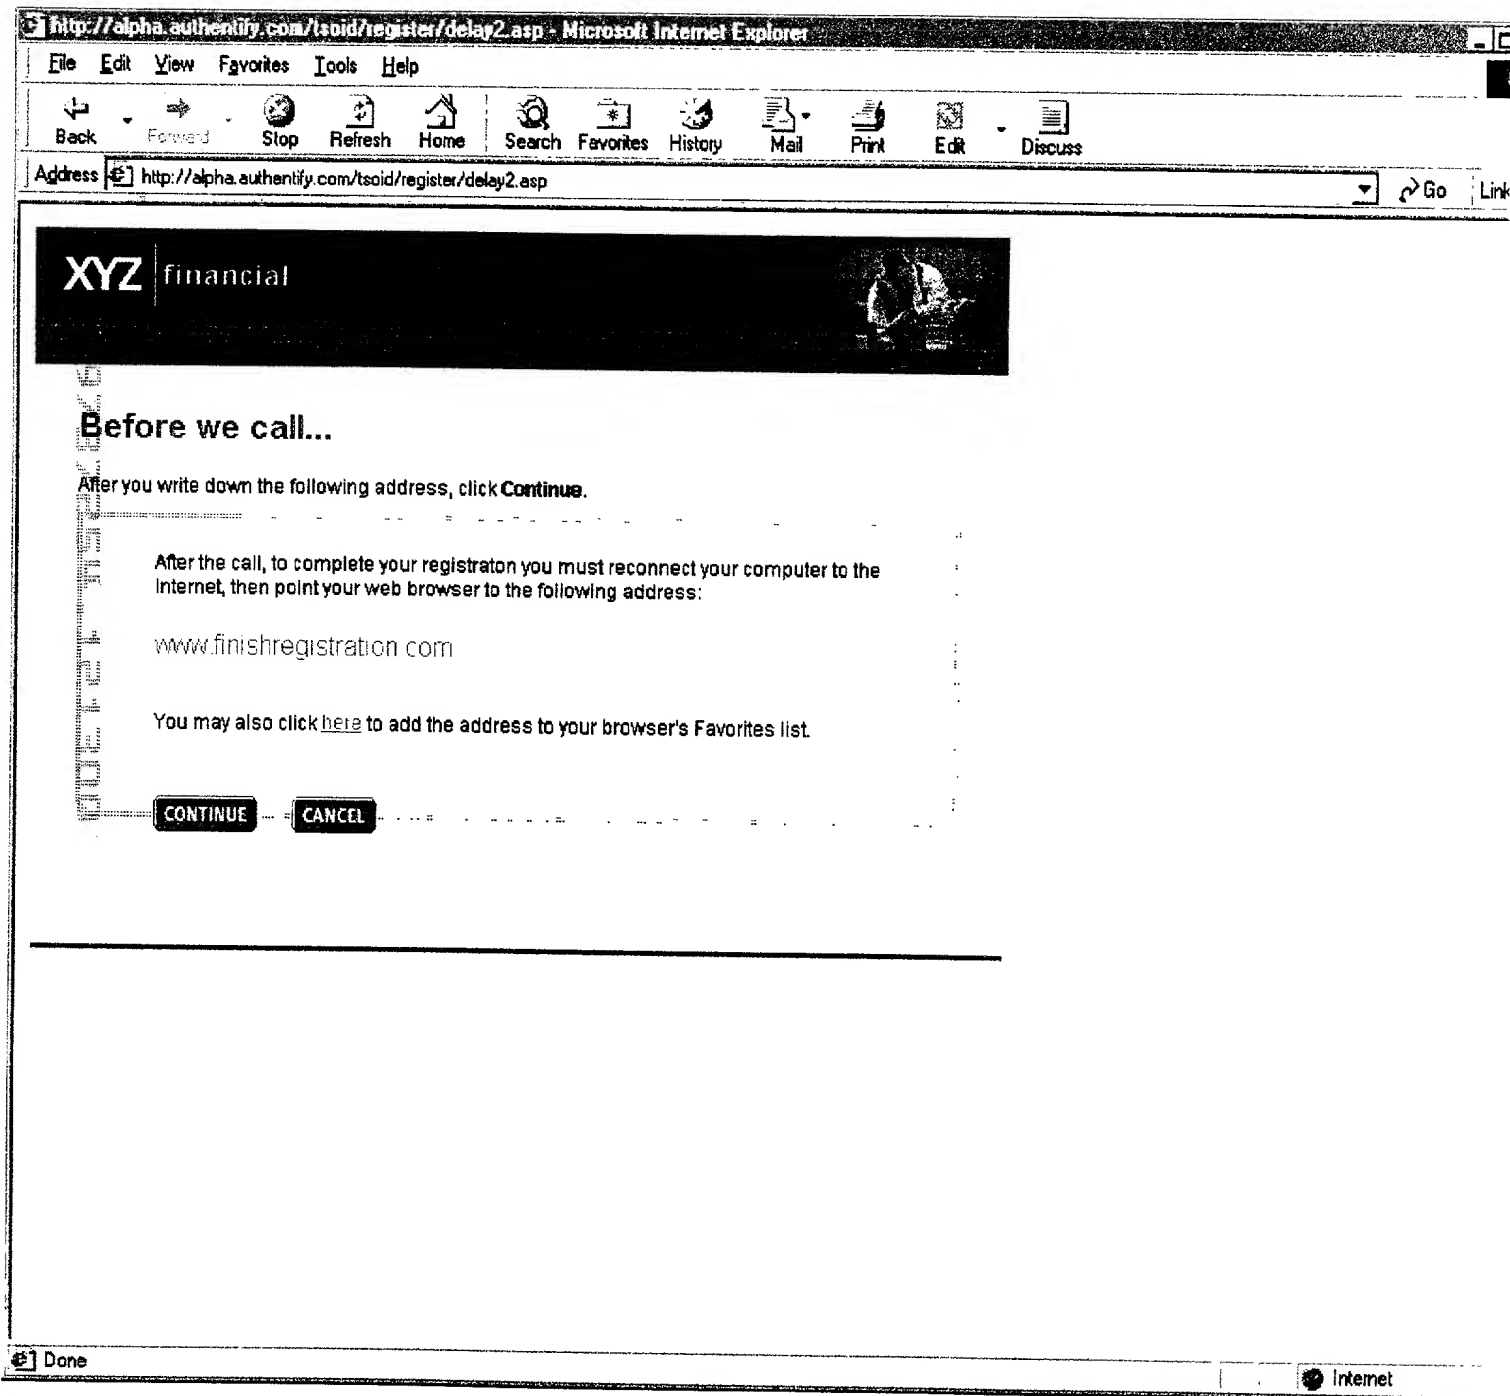 http://alpha.authentify.com/tsoid/register/delay2.asp - Microsoft Internet Explorer
File Edit View Favorites Tools Help
Back Forward Stop Refresh Home Search Favorites History Mail Print Edit Discuss
Address http://alpha.authentify.com/tsoid/register/delay2.asp Go Link
XYZ financial
Before we call...
After you write down the following address, click Continue.
After the call, to complete your registraton you must reconnect your computer to the
Internet, then point your web browser to the following address:
www.finishregistration.com
You may also click here to add the address to your browser's Favorites list.
CONTINUE CANCEL
Done
Internet